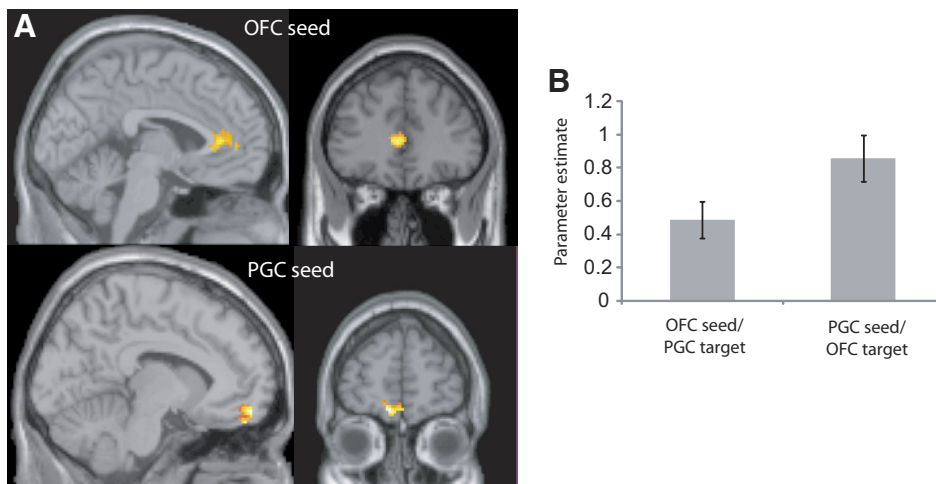 A
OFC seed
PGC seed
B
Parameter estimate
1.2
1
0.8
0.6
0.4
0.2
0
OFC seed/
PGC target
PGC seed/
OFC target